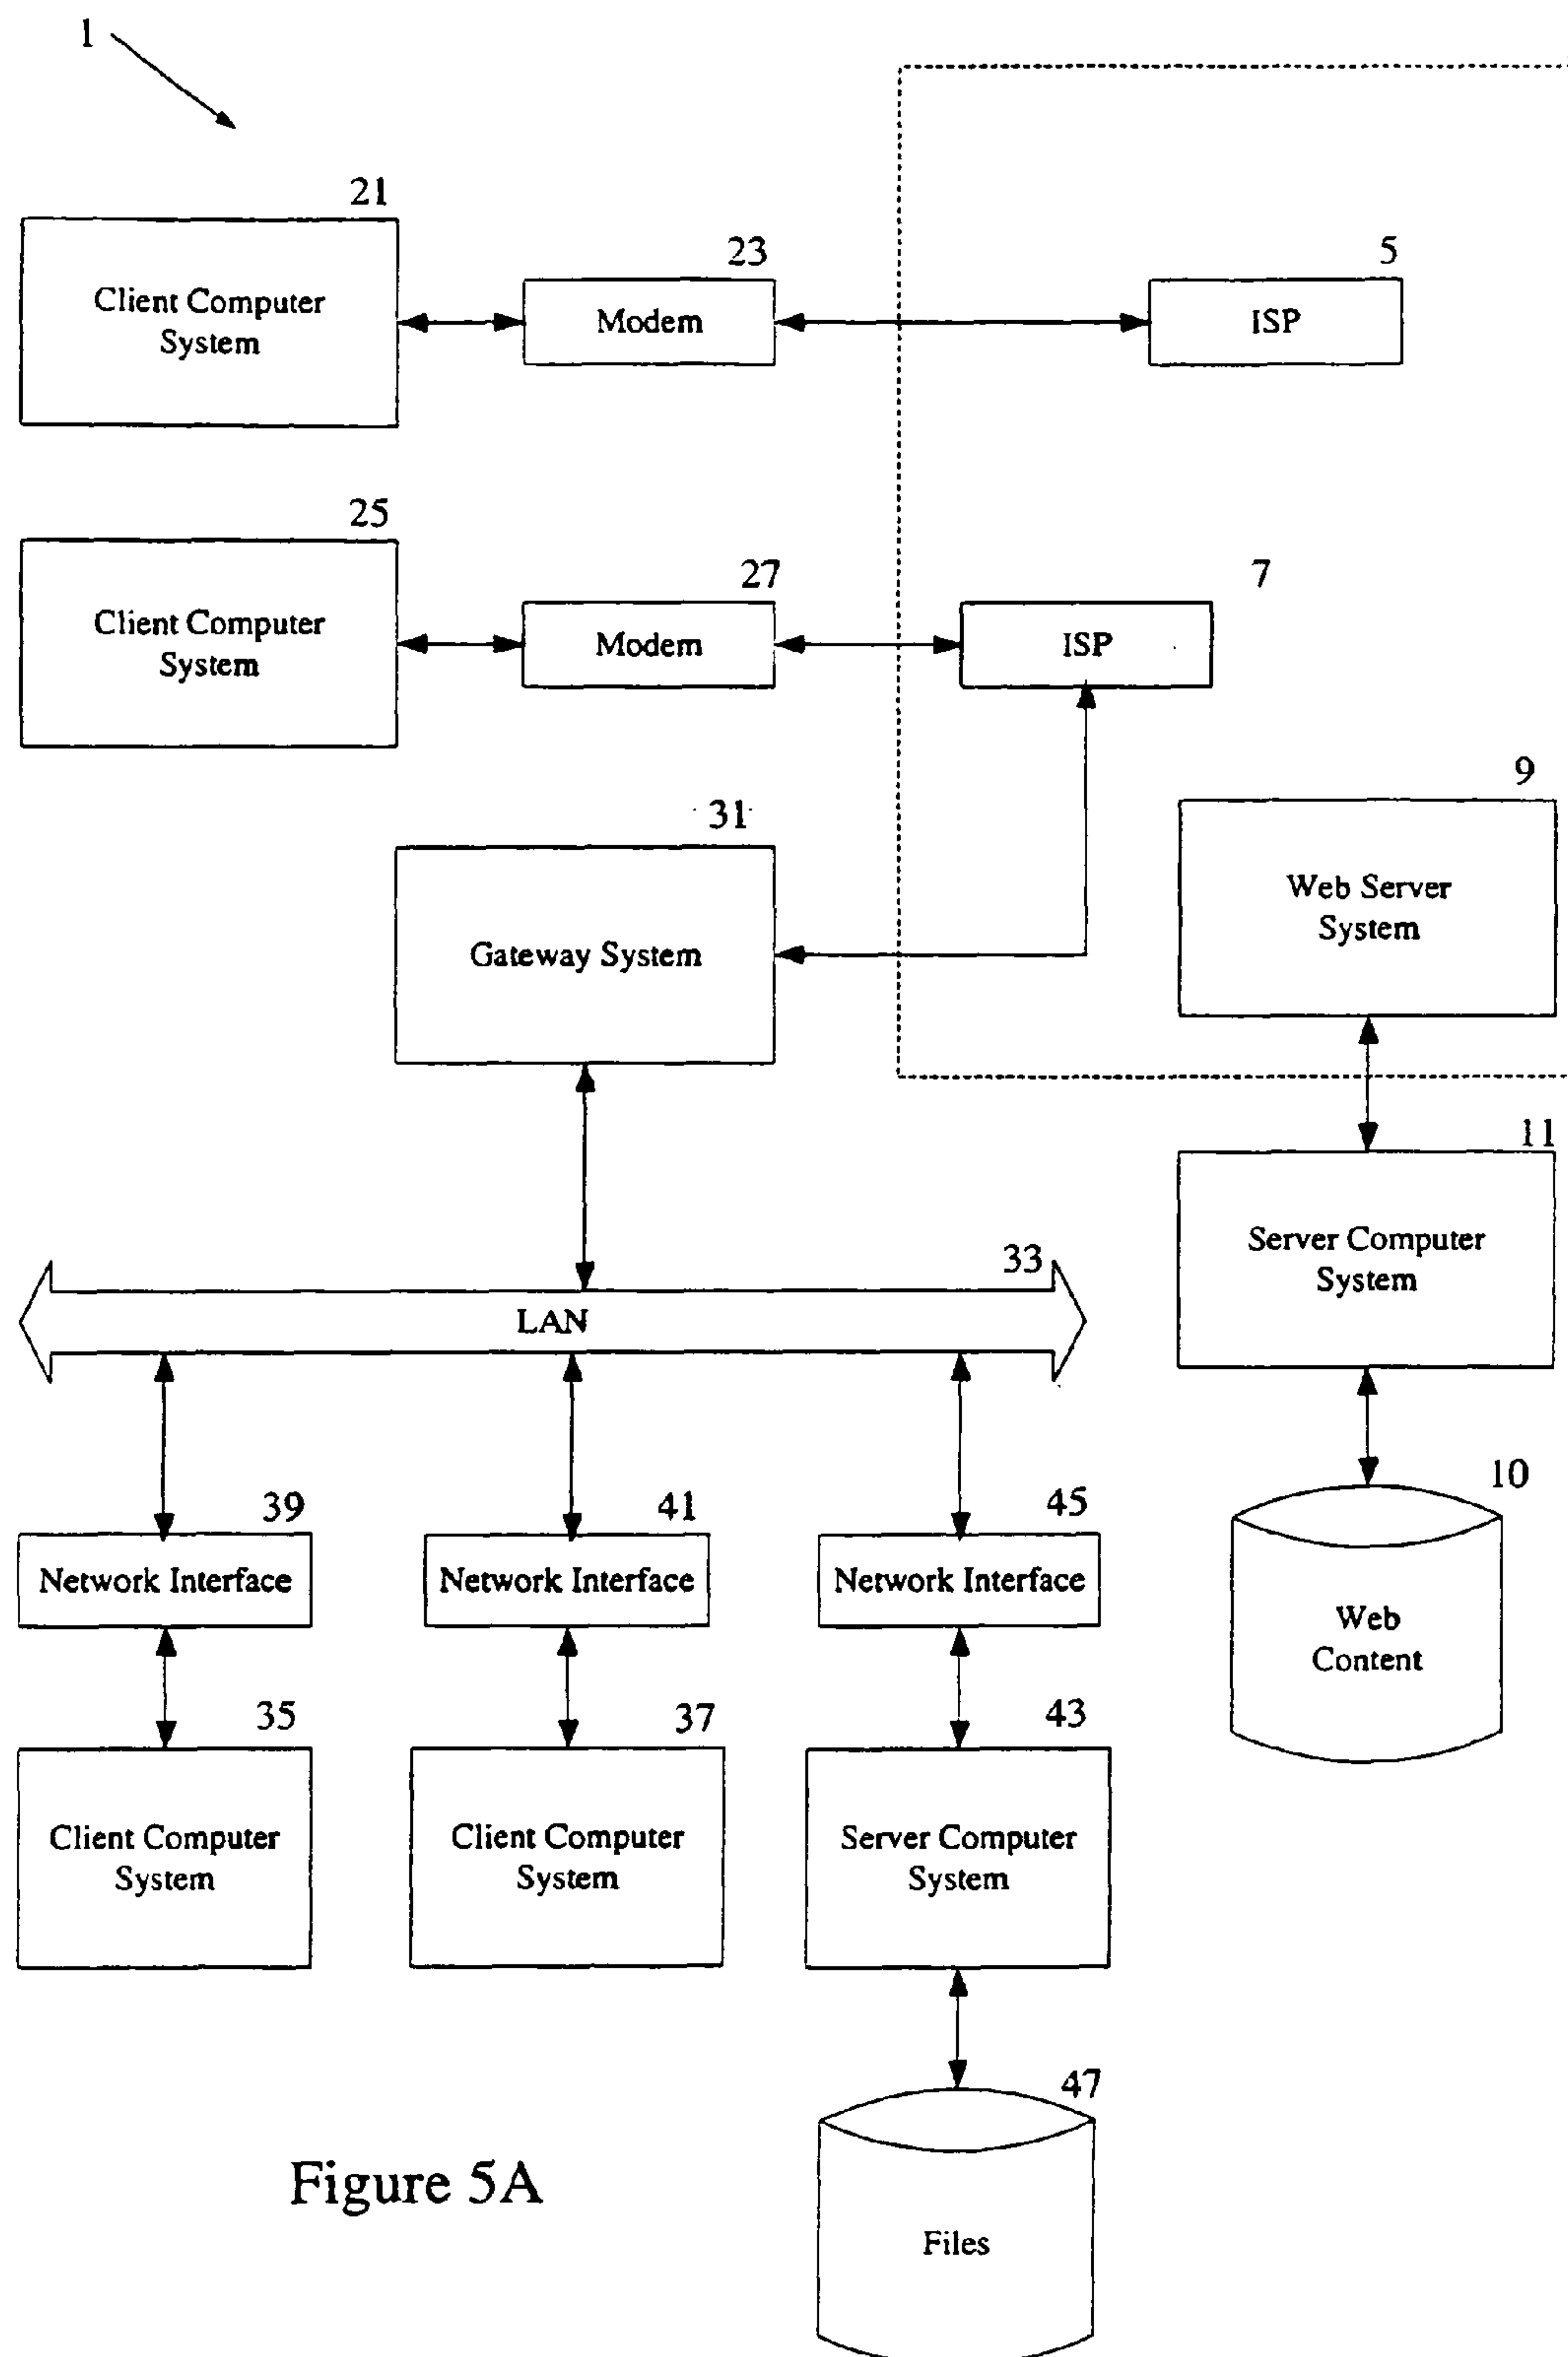 1
21
Client Computer
System
23
Modem
5
ISP
25
Client Computer
System
27
Modem
7
ISP
31
Gateway System
9
Web Server
System
11
Server Computer
System
33
LAN
10
Web
Content
39
Network Interface
41
Network Interface
45
Network Interface
35
Client Computer
System
37
Client Computer
System
43
Server Computer
System
47
Files
Figure 5A